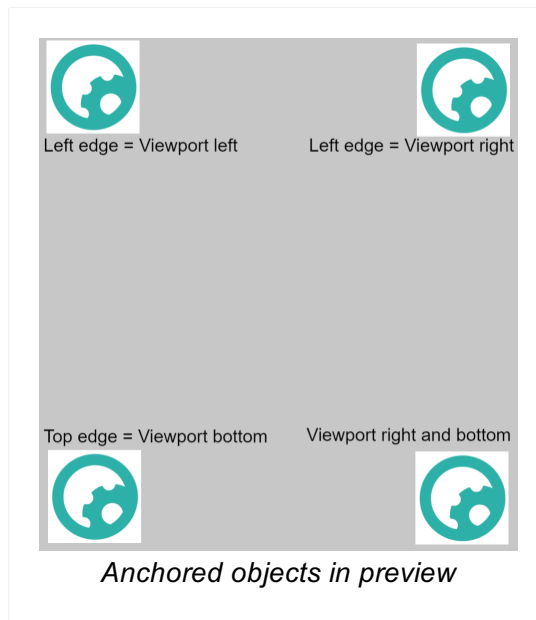 Left edge = Viewport left
Left edge = Viewport right
Top edge = Viewport bottom
Viewport right and bottom
Anchored objects in preview